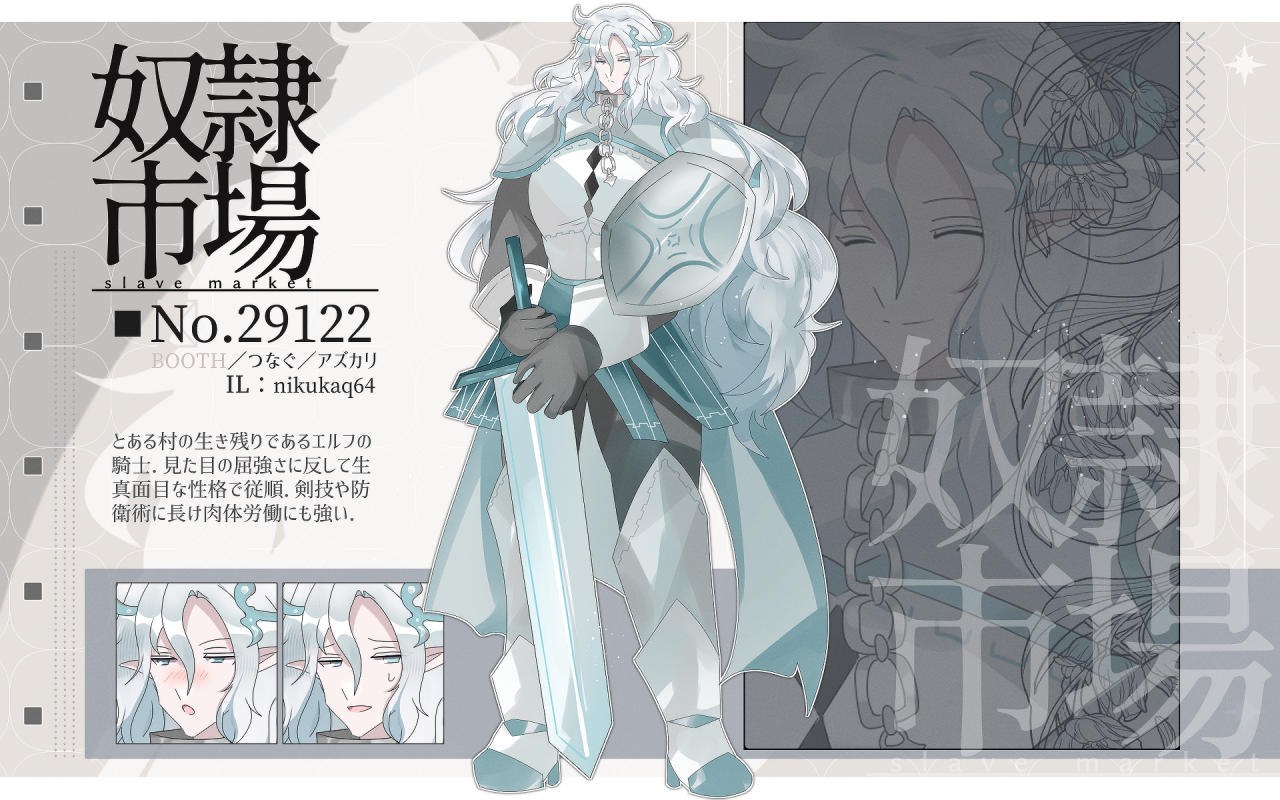 奴隷
市場
slave market
■No.29122
BOOTH／つなぐ／アズカリ
IL：nikukaq64
とある村の生き残りであるエルフの
騎士．見た目の屈強さに反して生
真面目な性格で従順．剣技や防
衛術に長け肉体労働にも強い．
奴隷
市場
slave market